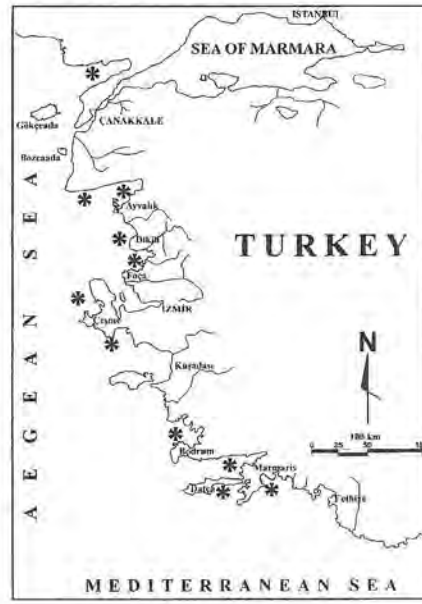 İSTANBUL
SEA OF MARMARA
Gökçeada
ÇANAKKALE
Bozcaada
Ayvalık
Dikili
TURKEY
Foça
İZMİR
Çeşme
N
Kuşadası
100 km
0 25 50
Bodrum
Marmaris
Datça
Fethiye
AEGEAN SEA
MEDITERRANEAN SEA